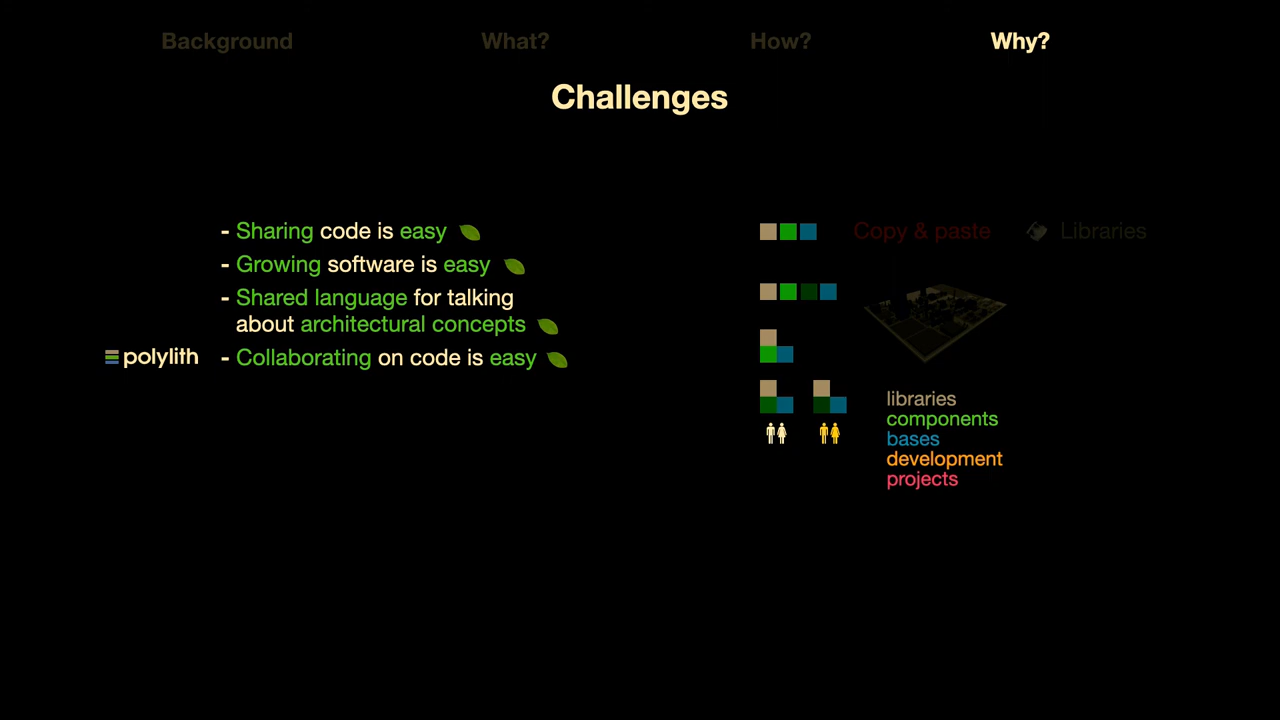 Background What? How? Why?
Challenges
- Sharing code is easy
- Growing software is easy
- Shared language for talking
about architectural concepts
polylith - Collaborating on code is easy
Copy & paste Libraries
libraries
components
bases
development
projects